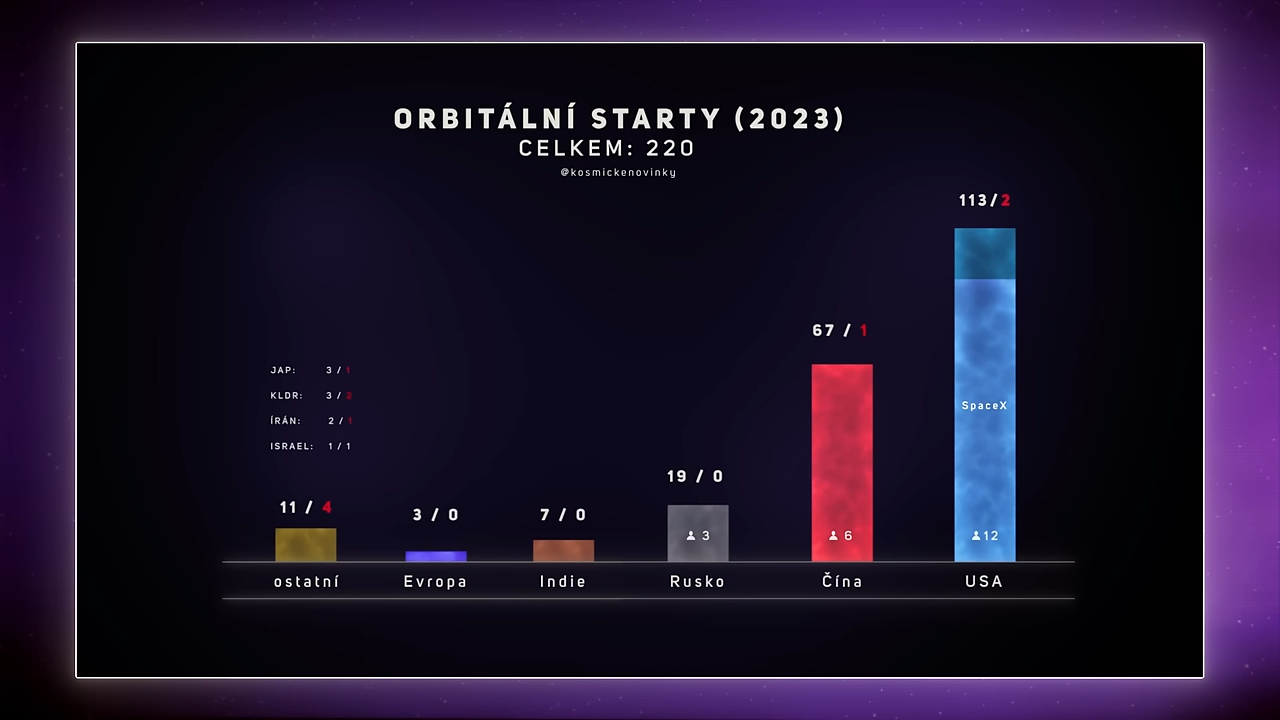 ORBITÁLNÍ STARTY (2023)
CELKEM: 220
@kosmickenovinky
113/2
67 / 1
JAP: 3 / 1
KLDR: 3 / 2
ÍRÁN: 2 / 1
ISRAEL: 1 / 1
SpaceX
19 / 0
11 / 4
3 / 0
7 / 0
3
6
12
ostatní
Evropa
Indie
Rusko
Čína
USA